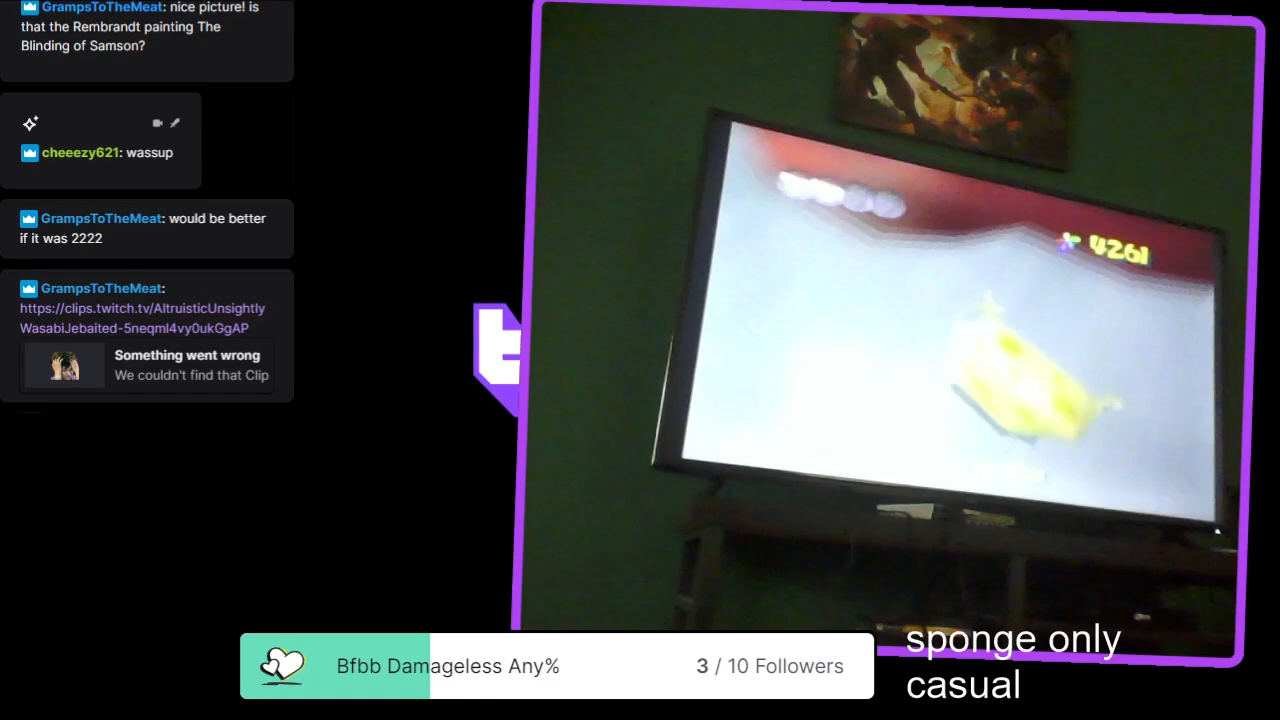 GrampsToTheMeat: nice picture! is
that the Rembrandt painting The
Blinding of Samson?
cheeezy621: wassup
GrampsToTheMeat: would be better
if it was 2222
GrampsToTheMeat:
https://clips.twitch.tv/AltruisticUnsightly
WasabiJebaited-5neqml4vy0ukGgAP
Something went wrong
We couldn't find that Clip
4261
Bfbb Damageless Any%
3 / 10 Followers
sponge only
casual